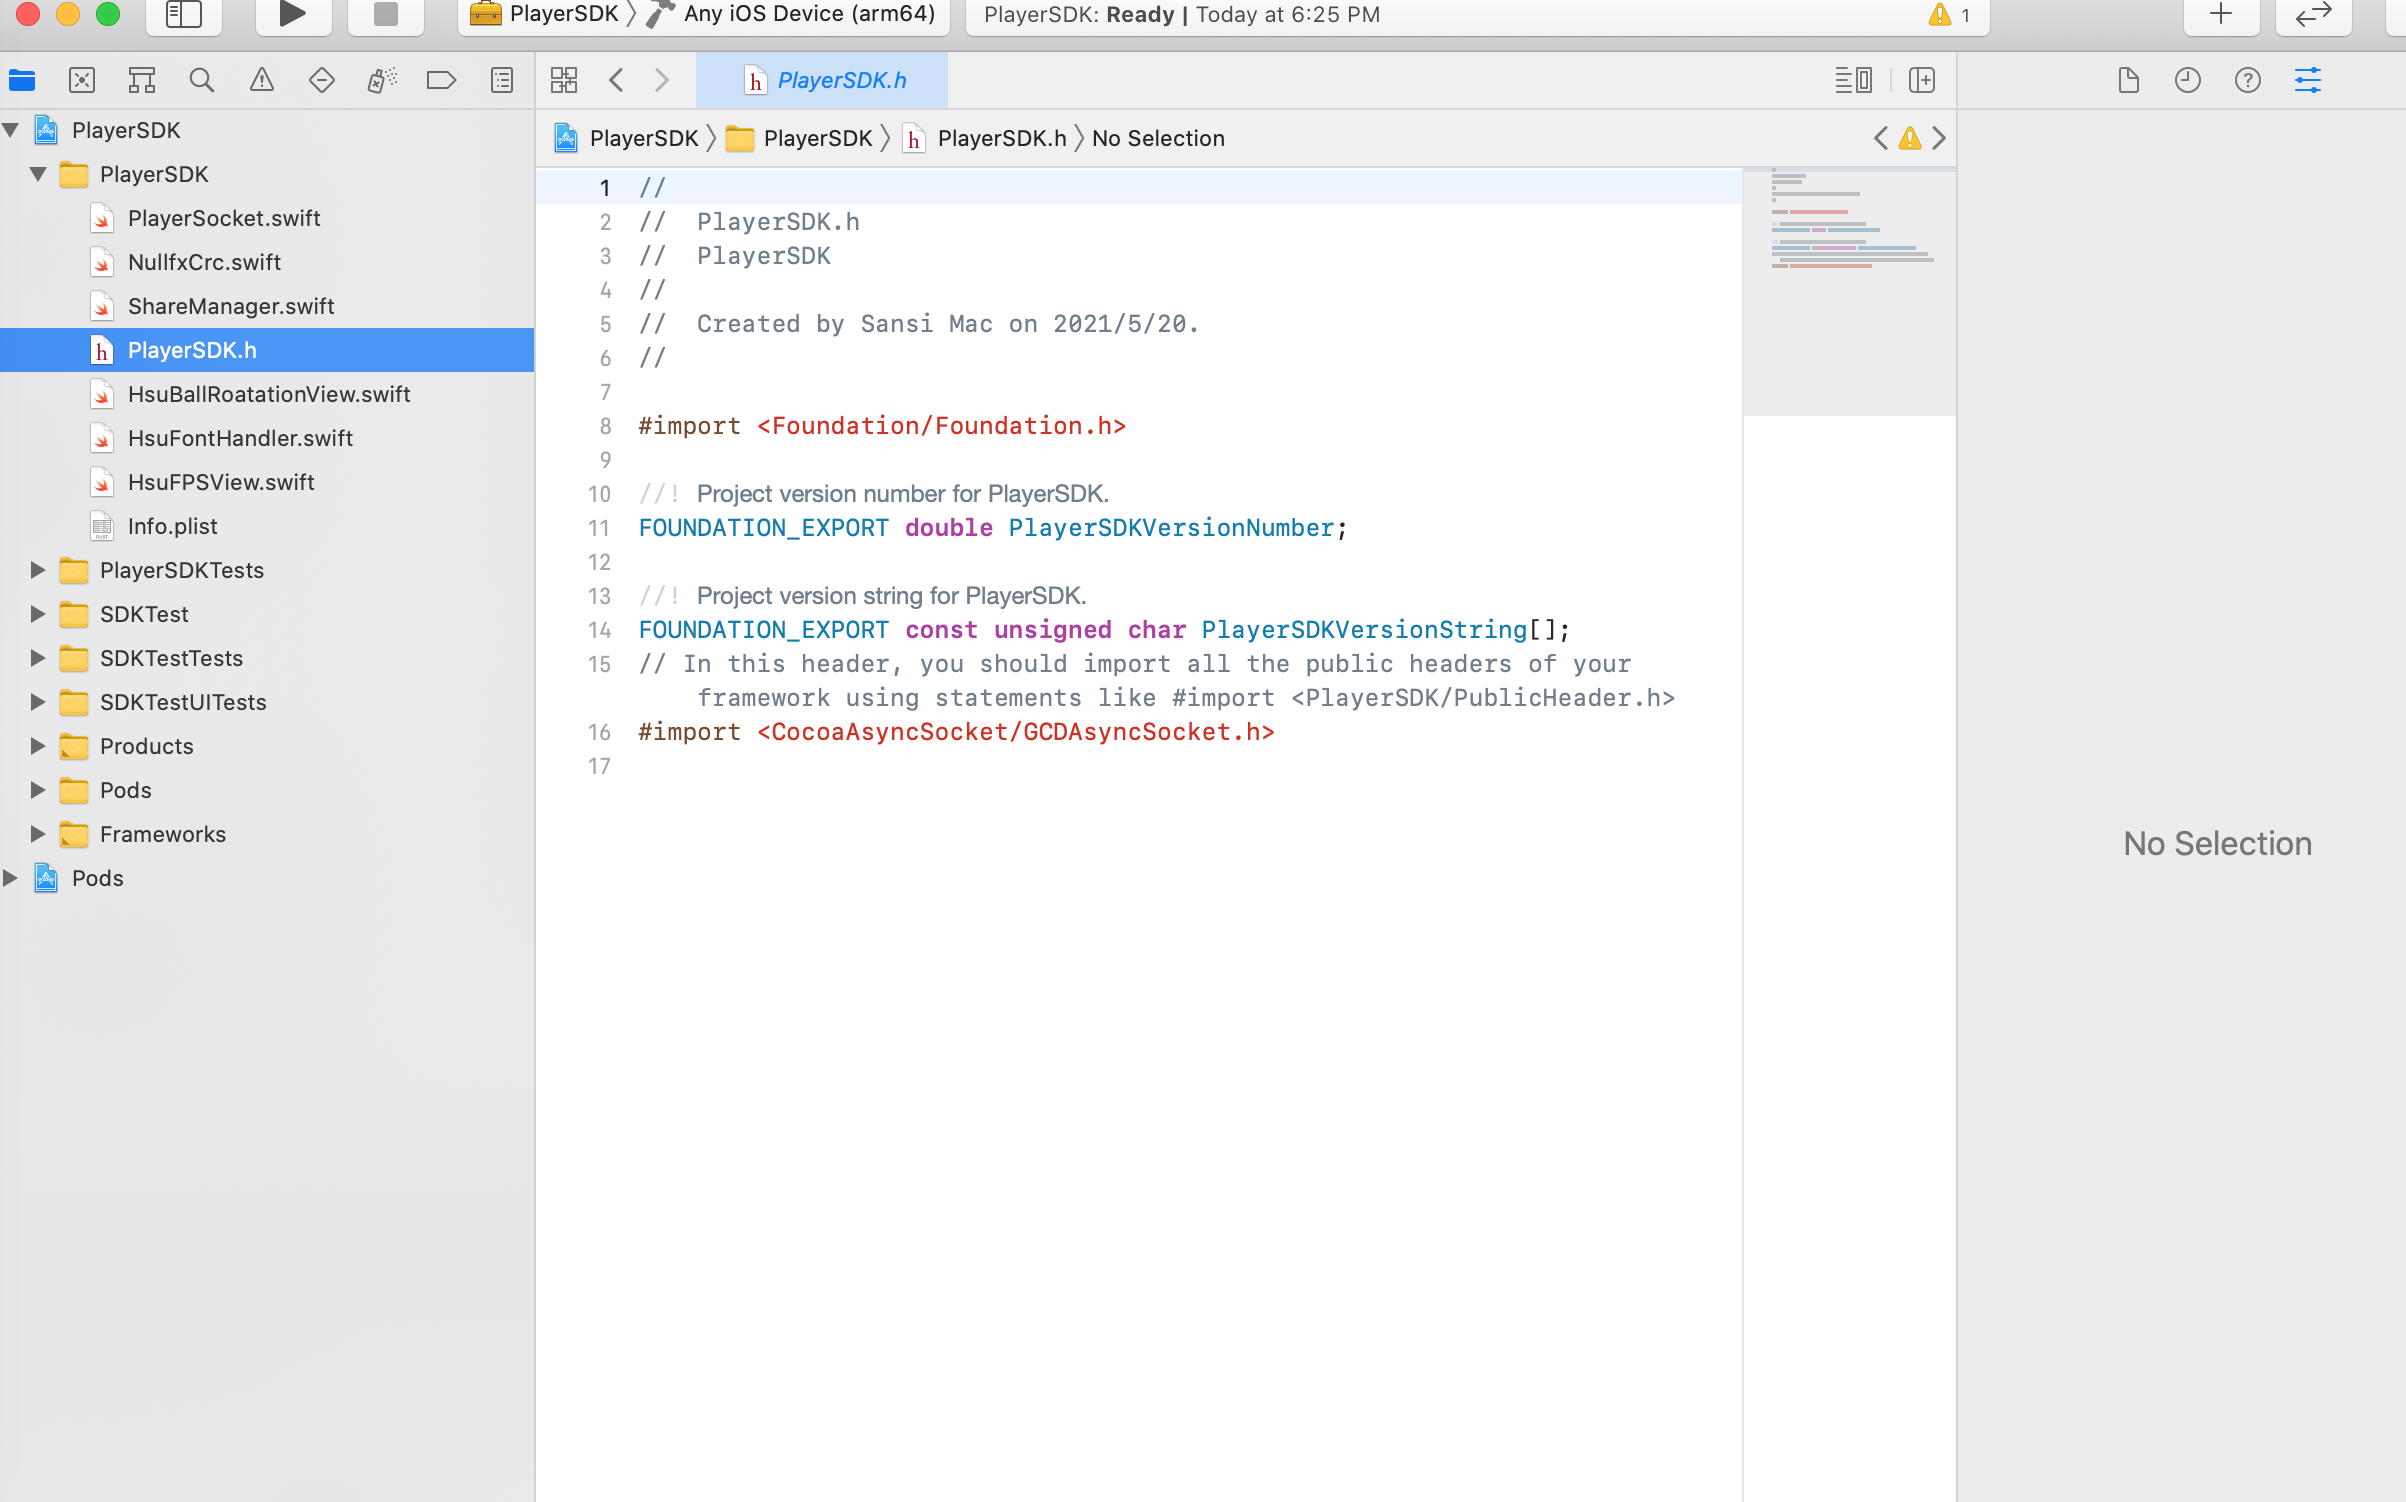 PlayerSDK 〉 Any iOS Device (arm64)
PlayerSDK: Ready | Today at 6:25 PM
1
PlayerSDK.h
PlayerSDK 〉 PlayerSDK 〉 h PlayerSDK.h 〉 No Selection
PlayerSDK
PlayerSDK
PlayerSocket.swift
NullfxCrc.swift
ShareManager.swift
PlayerSDK.h
HsuBallRoatationView.swift
HsuFontHandler.swift
HsuFPSView.swift
Info.plist
PlayerSDKTests
SDKTest
SDKTestTests
SDKTestUITests
Products
Pods
Frameworks
Pods
1 //
2 //  PlayerSDK.h
3 //  PlayerSDK
4 //
5 //  Created by Sansi Mac on 2021/5/20.
6 //
7
8 #import <Foundation/Foundation.h>
9
10 //! Project version number for PlayerSDK.
11 FOUNDATION_EXPORT double PlayerSDKVersionNumber;
12
13 //! Project version string for PlayerSDK.
14 FOUNDATION_EXPORT const unsigned char PlayerSDKVersionString[];
15 // In this header, you should import all the public headers of your
framework using statements like #import <PlayerSDK/PublicHeader.h>
16 #import <CocoaAsyncSocket/GCDAsyncSocket.h>
17
No Selection